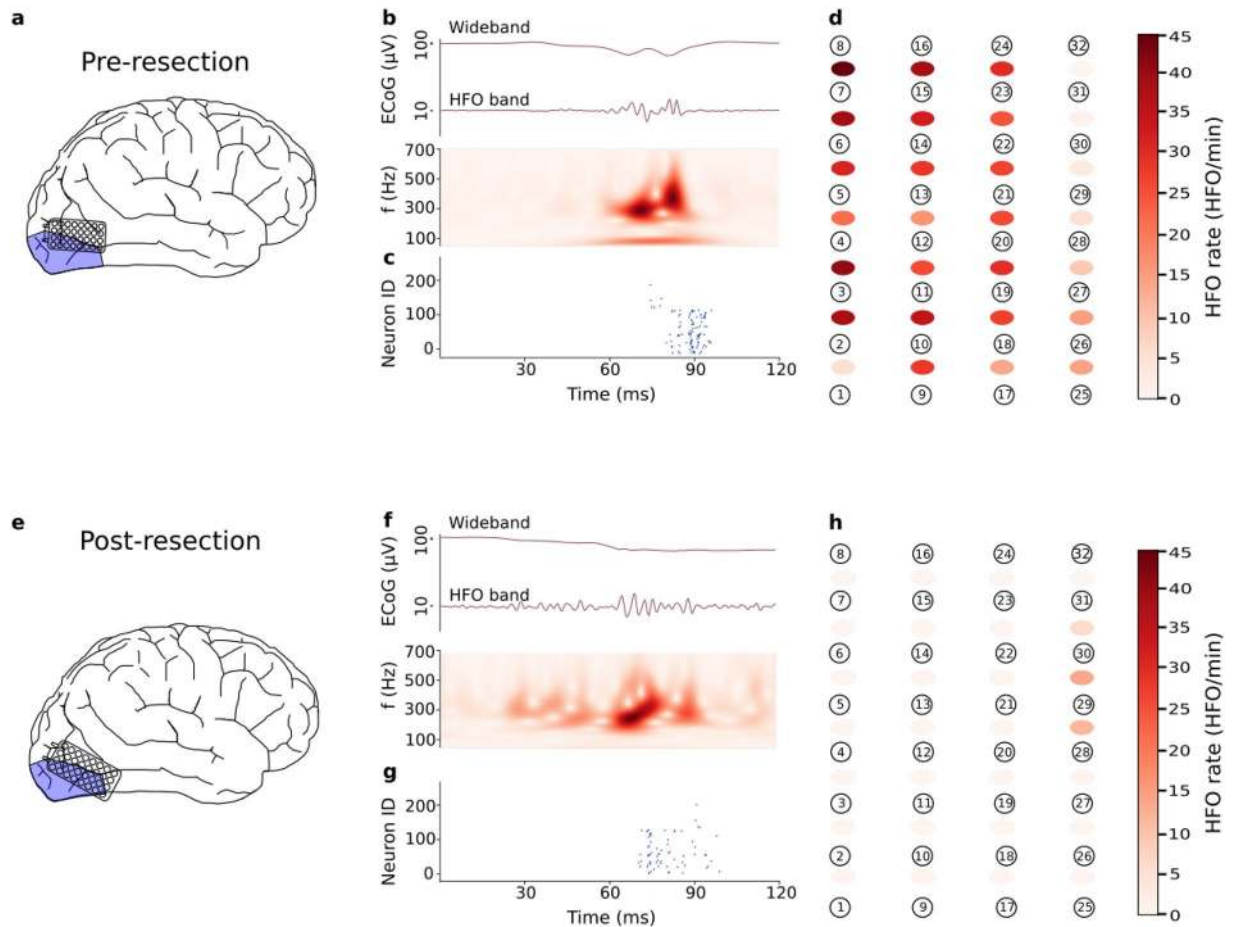 a
Pre-resection
b
Wideband
ECoG (μV)
100
HFO band
10
700
500
300
100
f (Hz)
c
200
100
0
Neuron ID
30 60 90 120
Time (ms)
d
8 16 24 32
7 15 23 31
6 14 22 30
5 13 21 29
4 12 20 28
3 11 19 27
2 10 18 26
1 9 17 25
45
40
35
30
25
20
15
10
5
0
HFO rate (HFO/min)
e
Post-resection
f
Wideband
ECoG (μV)
100
HFO band
10
700
500
300
100
f (Hz)
g
200
100
0
Neuron ID
30 60 90 120
Time (ms)
h
8 16 24 32
7 15 23 31
6 14 22 30
5 13 21 29
4 12 20 28
3 11 19 27
2 10 18 26
1 9 17 25
45
40
35
30
25
20
15
10
5
0
HFO rate (HFO/min)